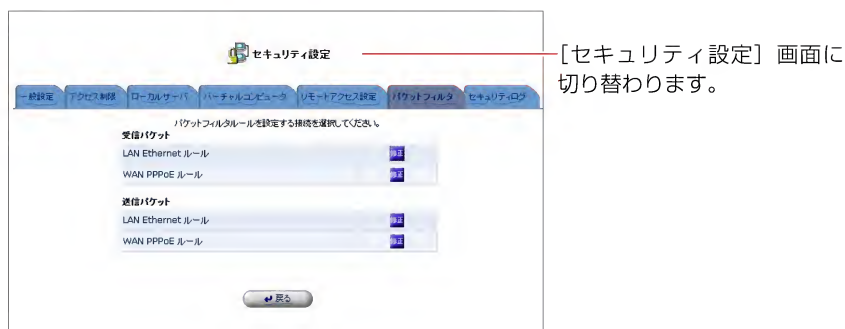 セキュリティ設定
[セキュリティ設定] 画面に
切り替わります。
一般設定 アクセス制限 ローカルサーバ バーチャルコンピュータ リモートアクセス設定 パケットフィルタ セキュリティログ
パケットフィルタルールを設定する接続を選択してください。
受信パケット
LAN Ethernet ルール 修正
WAN PPPoE ルール 修正
送信パケット
LAN Ethernet ルール 修正
WAN PPPoE ルール 修正
戻る